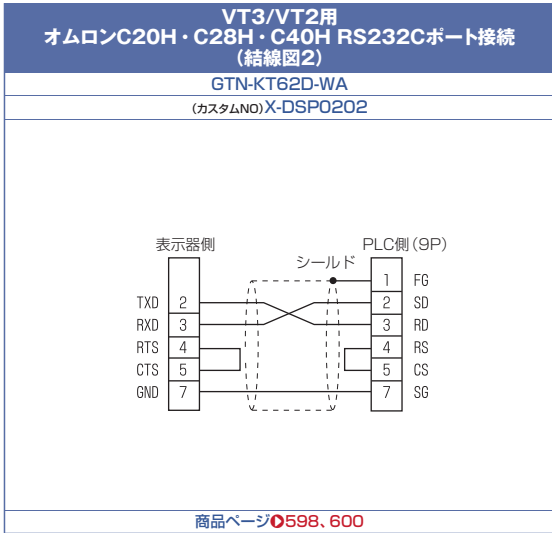 VT3/VT2用
オムロンC20H・C28H・C40H RS232Cポート接続
(結線図2)
GTN-KT62D-WA
(カスタムNO)X-DSP0202
表示器側
PLC側(9P)
シールド
1 FG
TXD 2 2 SD
RXD 3 3 RD
RTS 4 4 RS
CTS 5 5 CS
GND 7 7 SG
商品ページ598、600